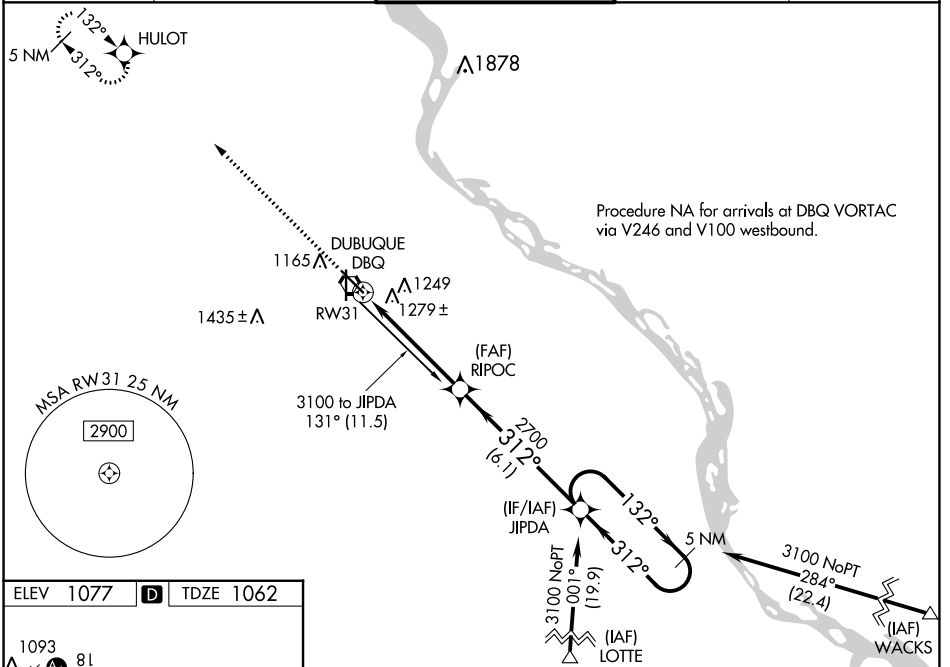 132°
HULOT
5 NM
312°
1878
Procedure NA for arrivals at DBQ VORTAC
via V246 and V100 westbound.
DUBUQUE
DBQ
1165
1249
1279 ±
RW31
1435 ±
(FAF)
RIPOC
3100 to JIPDA
131° (11.5)
MSA RW31 25 NM
2900
2700
312°
(6.1)
(IF/IAF)
JIPDA
132°
312°
5 NM
3100 NoPT
284°
(22.4)
(IAF)
WACKS
3100 NoPT
001°
(19.9)
(IAF)
LOTTE
ELEV 1077 D TDZE 1062
1093
18